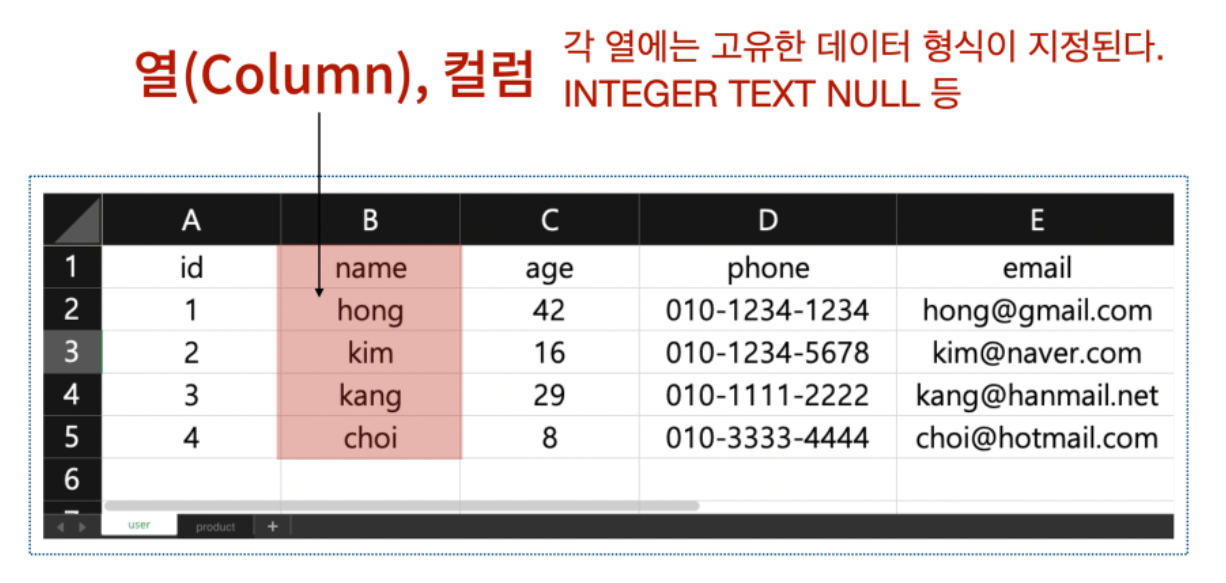 열(Column), 컬럼
각 열에는 고유한 데이터 형식이 지정된다.
INTEGER TEXT NULL 등
A B C D E
1 id name age phone email
2 1 hong 42 010-1234-1234 hong@gmail.com
3 2 kim 16 010-1234-5678 kim@naver.com
4 3 kang 29 010-1111-2222 kang@hanmail.net
5 4 choi 8 010-3333-4444 choi@hotmail.com
6
user product +